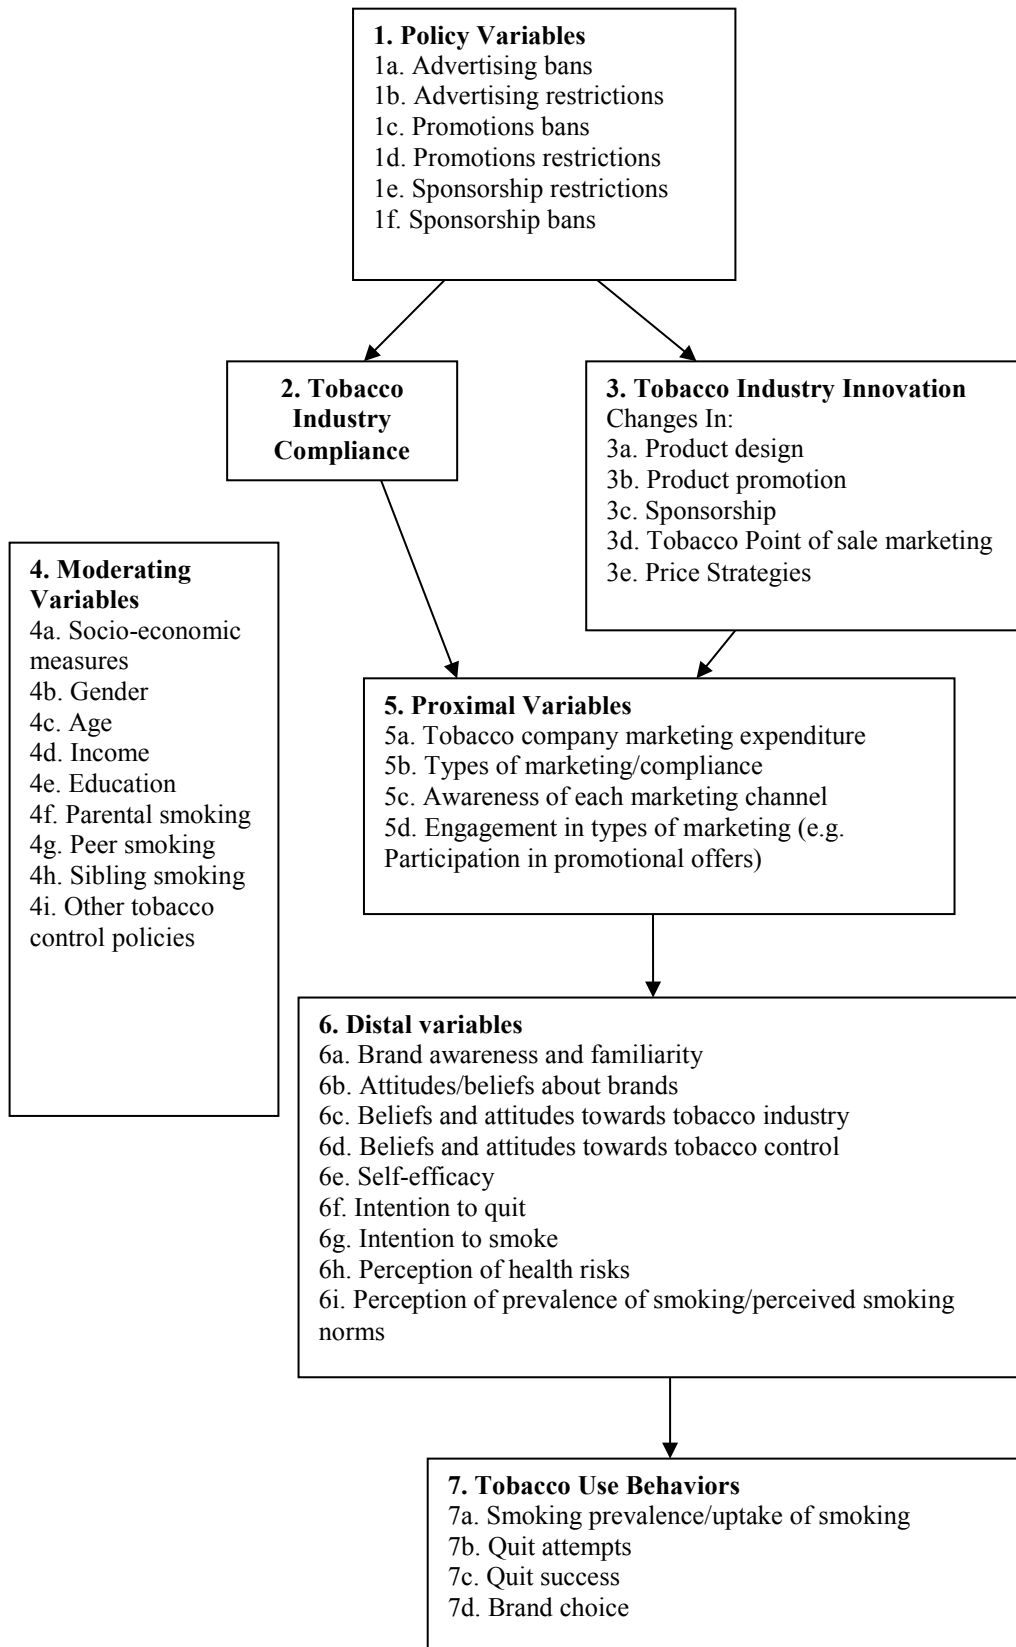 1. Policy Variables
1a. Advertising bans
1b. Advertising restrictions
1c. Promotions bans
1d. Promotions restrictions
1e. Sponsorship restrictions
1f. Sponsorship bans
2. Tobacco
Industry
Compliance
3. Tobacco Industry Innovation
Changes In:
3a. Product design
3b. Product promotion
3c. Sponsorship
3d. Tobacco Point of sale marketing
3e. Price Strategies
4. Moderating
Variables
4a. Socio-economic
measures
4b. Gender
4c. Age
4d. Income
4e. Education
4f. Parental smoking
4g. Peer smoking
4h. Sibling smoking
4i. Other tobacco
control policies
5. Proximal Variables
5a. Tobacco company marketing expenditure
5b. Types of marketing/compliance
5c. Awareness of each marketing channel
5d. Engagement in types of marketing (e.g.
Participation in promotional offers)
6. Distal variables
6a. Brand awareness and familiarity
6b. Attitudes/beliefs about brands
6c. Beliefs and attitudes towards tobacco industry
6d. Beliefs and attitudes towards tobacco control
6e. Self-efficacy
6f. Intention to quit
6g. Intention to smoke
6h. Perception of health risks
6i. Perception of prevalence of smoking/perceived smoking
norms
7. Tobacco Use Behaviors
7a. Smoking prevalence/uptake of smoking
7b. Quit attempts
7c. Quit success
7d. Brand choice